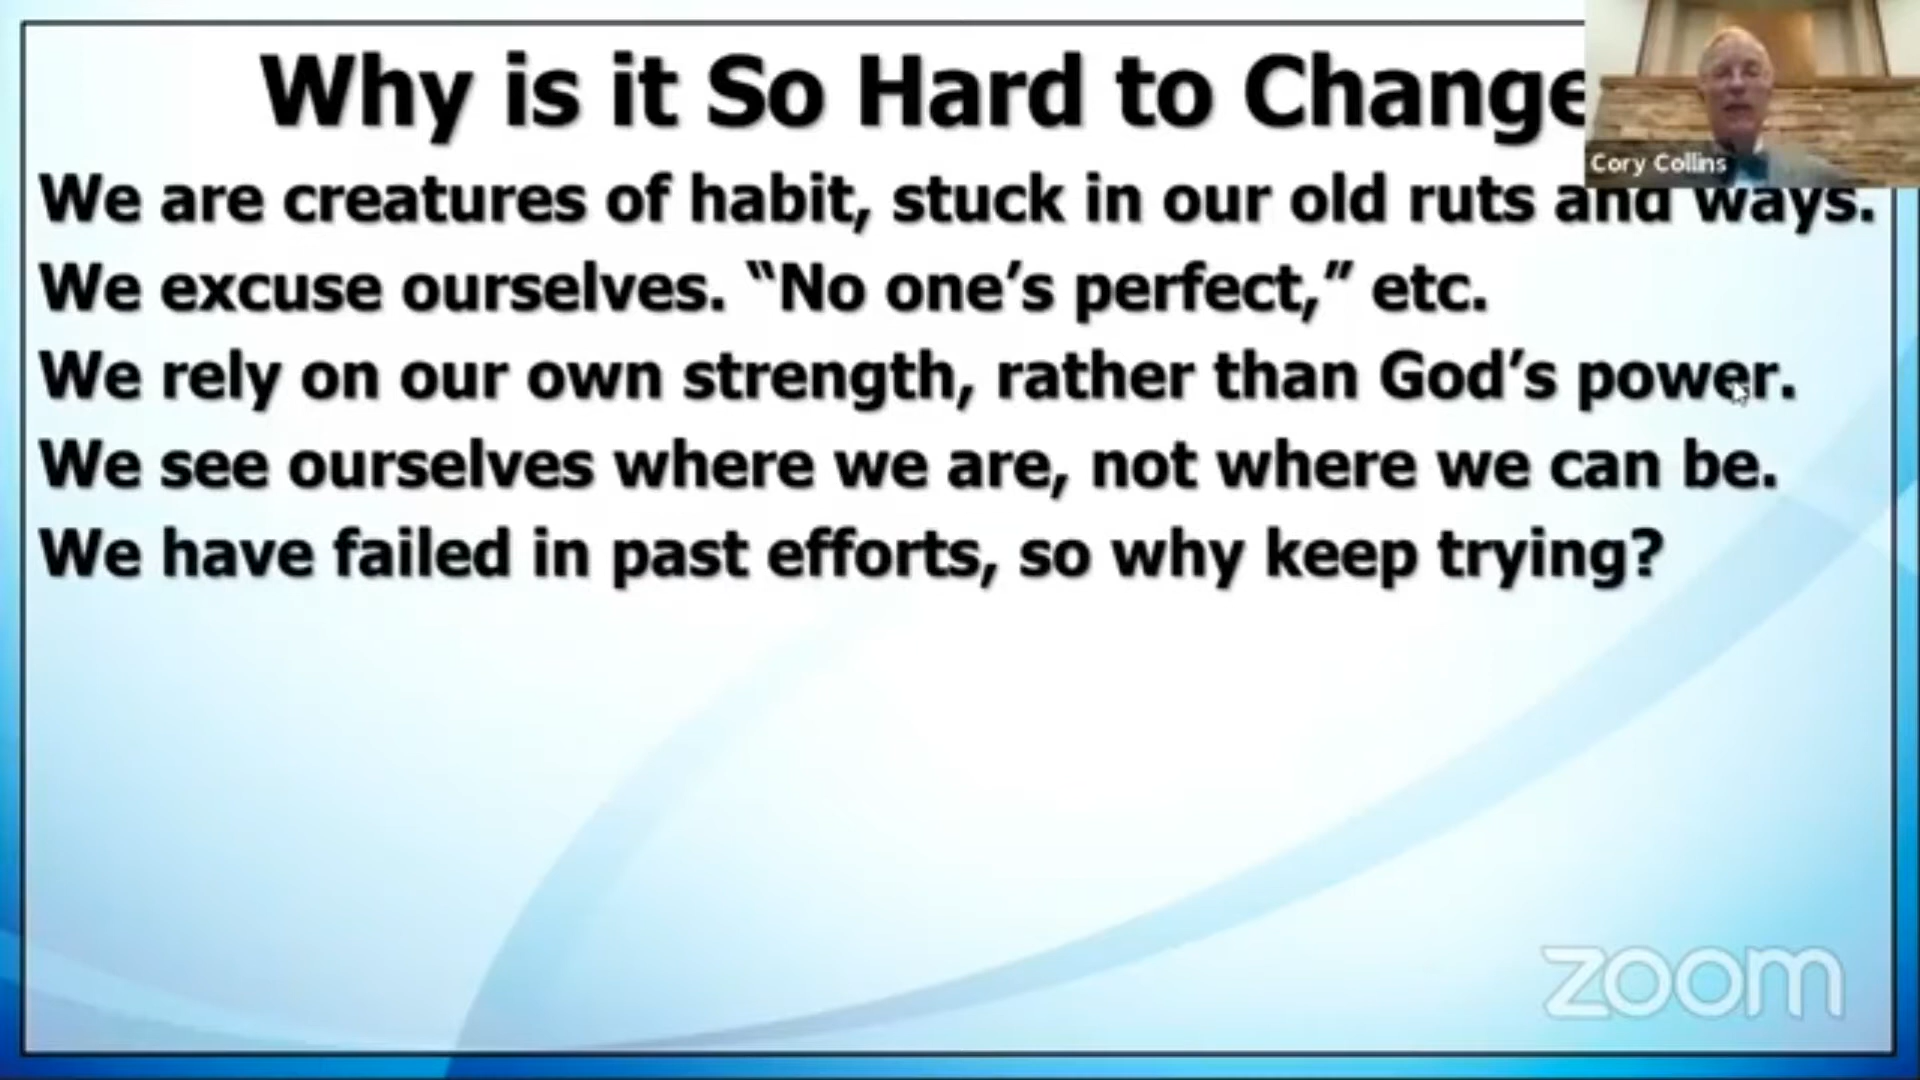 Why is it So Hard to Change
Cory Collins
We are creatures of habit, stuck in our old ruts and ways.
We excuse ourselves. “No one’s perfect,” etc.
We rely on our own strength, rather than God’s power.
We see ourselves where we are, not where we can be.
We have failed in past efforts, so why keep trying?
zoom